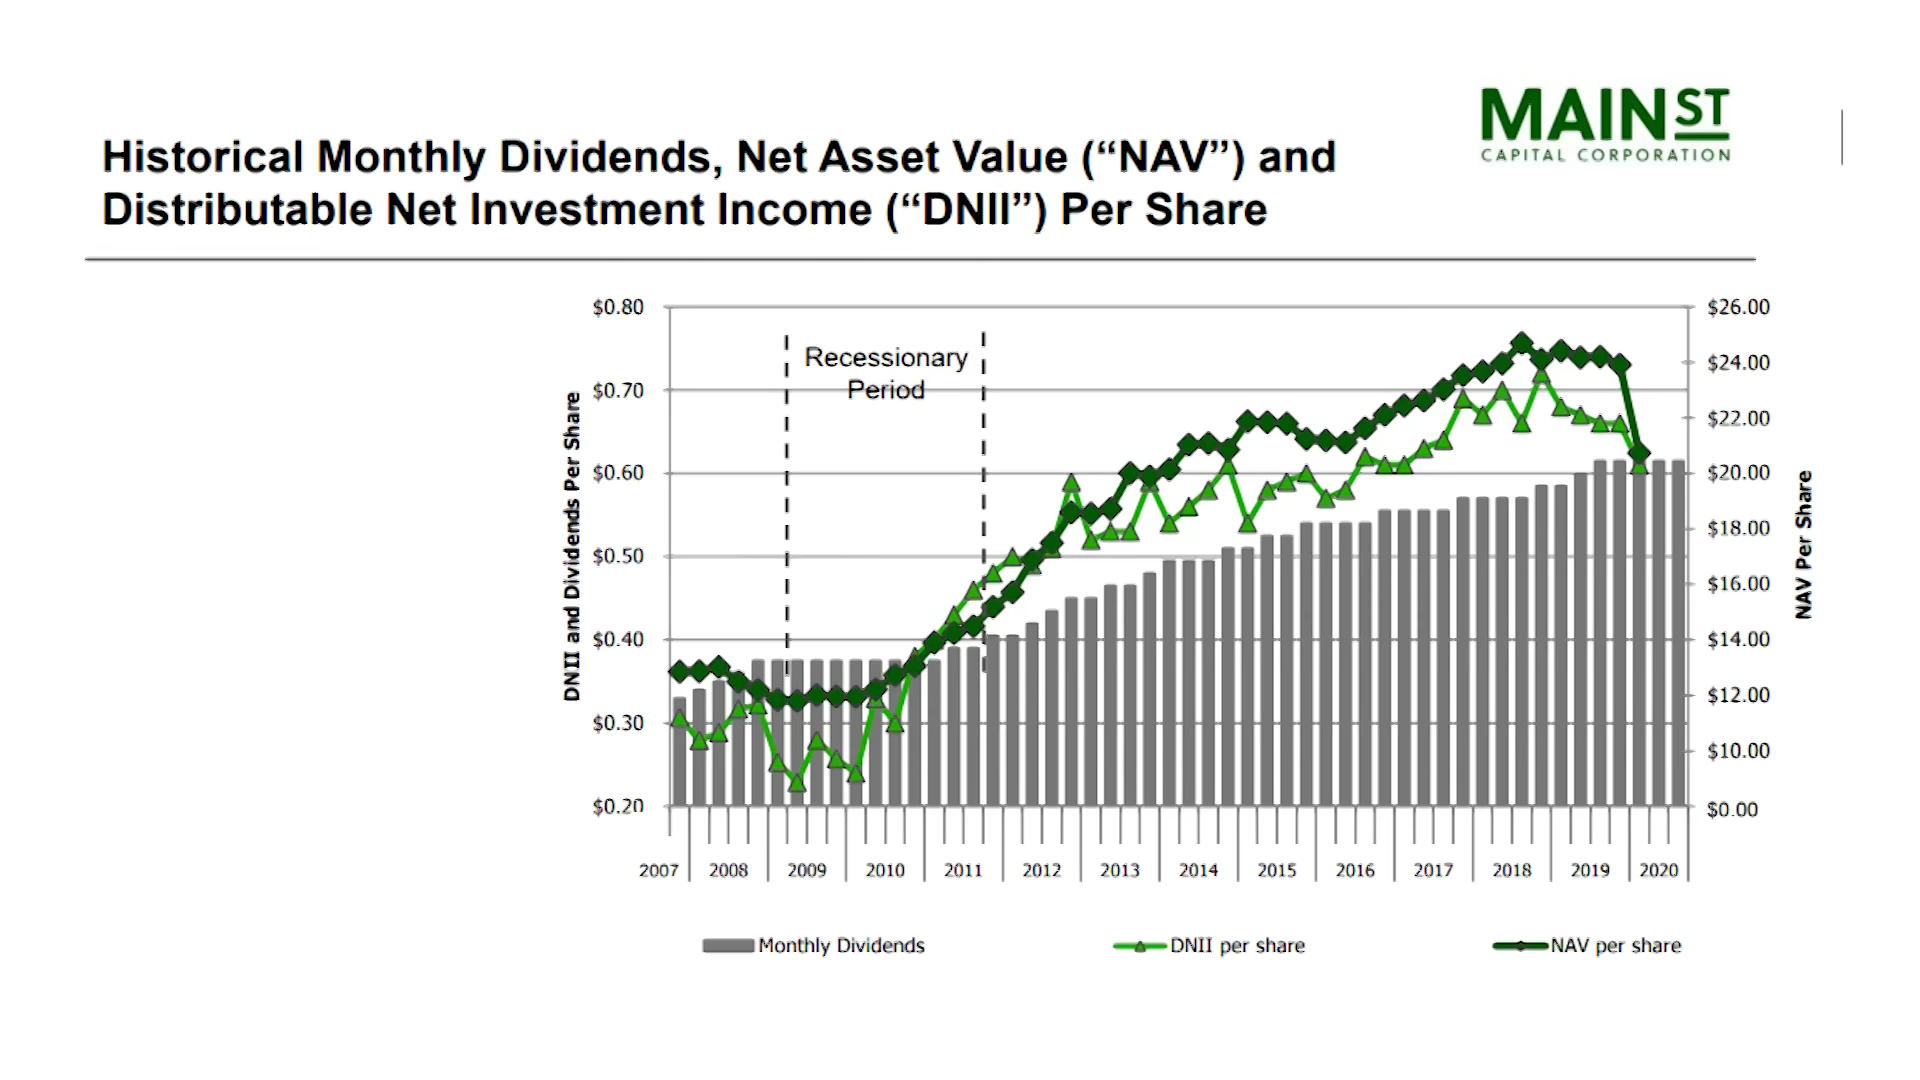 MAIN ST
CAPITAL CORPORATION
Historical Monthly Dividends, Net Asset Value (“NAV”) and
Distributable Net Investment Income (“DNII”) Per Share
DNII and Dividends Per Share
$0.80
$0.70
$0.60
$0.50
$0.40
$0.30
$0.20
Recessionary
Period
$26.00
$24.00
$22.00
$20.00
$18.00
$16.00
$14.00
$12.00
$10.00
$0.00
NAV Per Share
2007 2008 2009 2010 2011 2012 2013 2014 2015 2016 2017 2018 2019 2020
Monthly Dividends DNII per share NAV per share